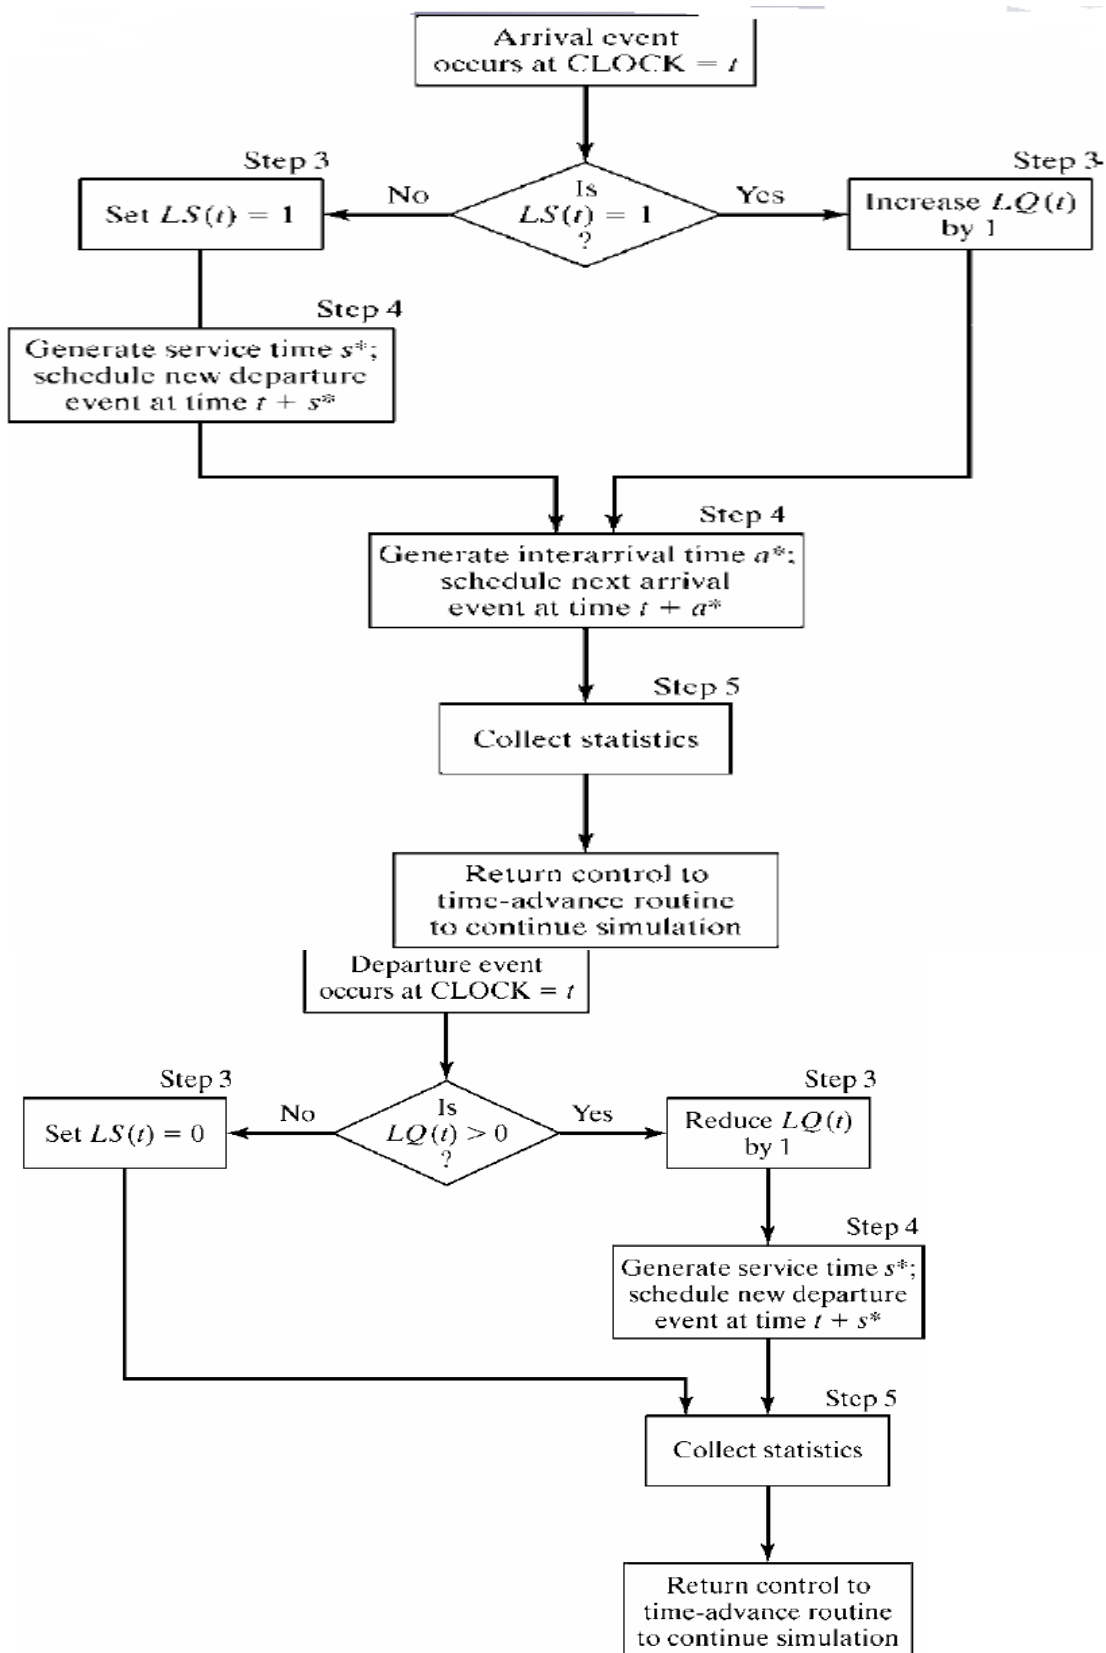 Arrival event
occurs at CLOCK = t
Step 3
Step 3
No
Is
LS(t) = 1
?
Yes
Set LS(t) = 1
Increase LQ(t)
by 1
Step 4
Generate service time s*;
schedule new departure
event at time t + s*
Step 4
Generate interarrival time a*;
schedule next arrival
event at time t + a*
Step 5
Collect statistics
Return control to
time-advance routine
to continue simulation
Departure event
occurs at CLOCK = t
Step 3
Step 3
No
Is
LQ(t) > 0
?
Yes
Set LS(t) = 0
Reduce LQ(t)
by 1
Step 4
Generate service time s*;
schedule new departure
event at time t + s*
Step 5
Collect statistics
Return control to
time-advance routine
to continue simulation